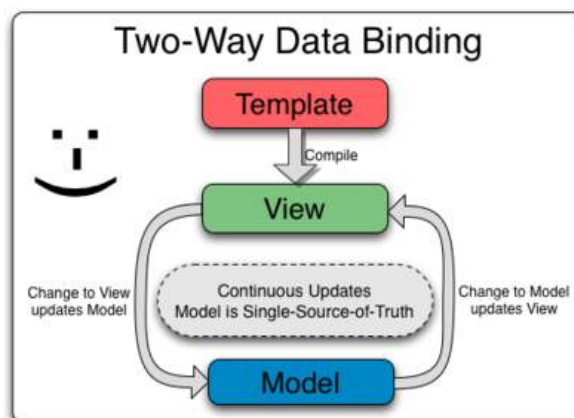 Two-Way Data Binding
Template
Compile
View
Change to View
updates Model
Continuous Updates
Model is Single-Source-of-Truth
Change to Model
updates View
Model